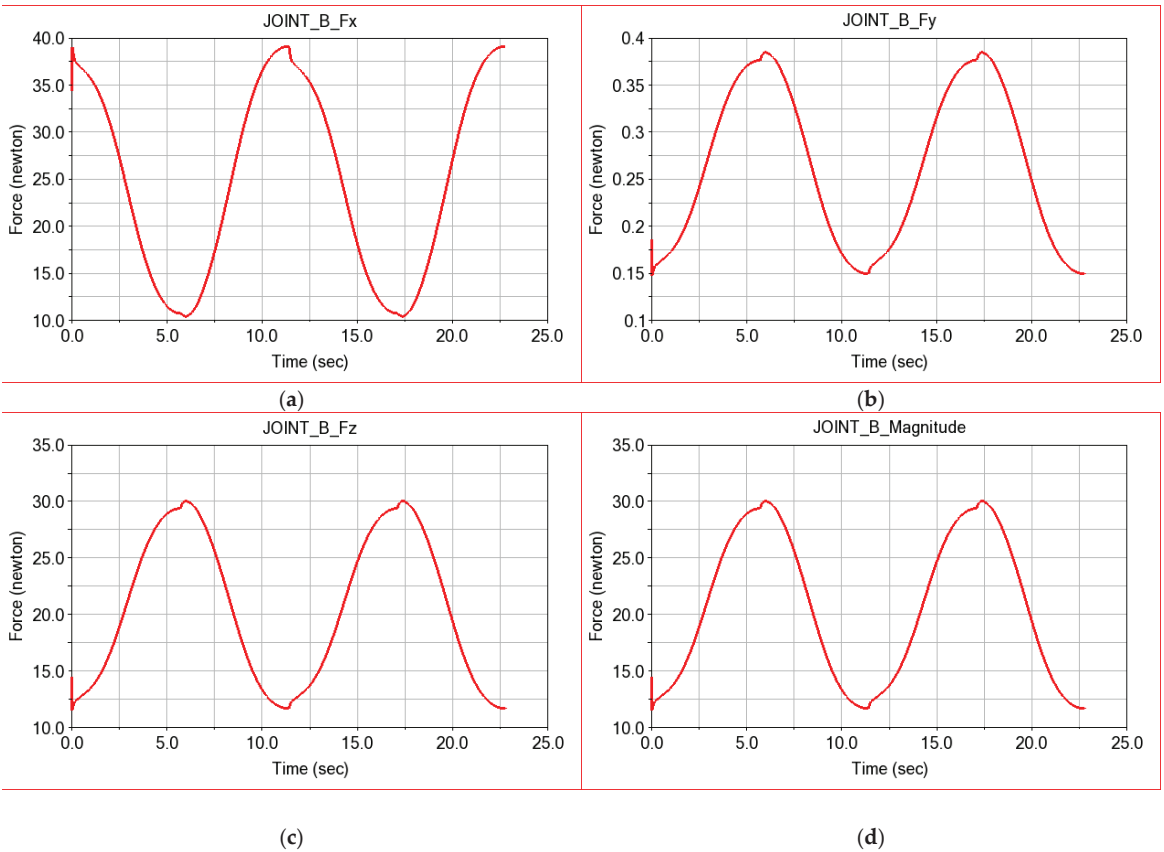 JOINT_B_Fx
40.0
35.0
30.0
25.0
20.0
15.0
10.0
Force (newton)
0.0 5.0 10.0 15.0 20.0 25.0
Time (sec)
(a)
JOINT_B_Fy
0.4
0.35
0.3
0.25
0.2
0.15
0.1
Force (newton)
0.0 5.0 10.0 15.0 20.0 25.0
Time (sec)
(b)
JOINT_B_Fz
35.0
30.0
25.0
20.0
15.0
10.0
Force (newton)
0.0 5.0 10.0 15.0 20.0 25.0
Time (sec)
(c)
JOINT_B_Magnitude
35.0
30.0
25.0
20.0
15.0
10.0
Force (newton)
0.0 5.0 10.0 15.0 20.0 25.0
Time (sec)
(d)